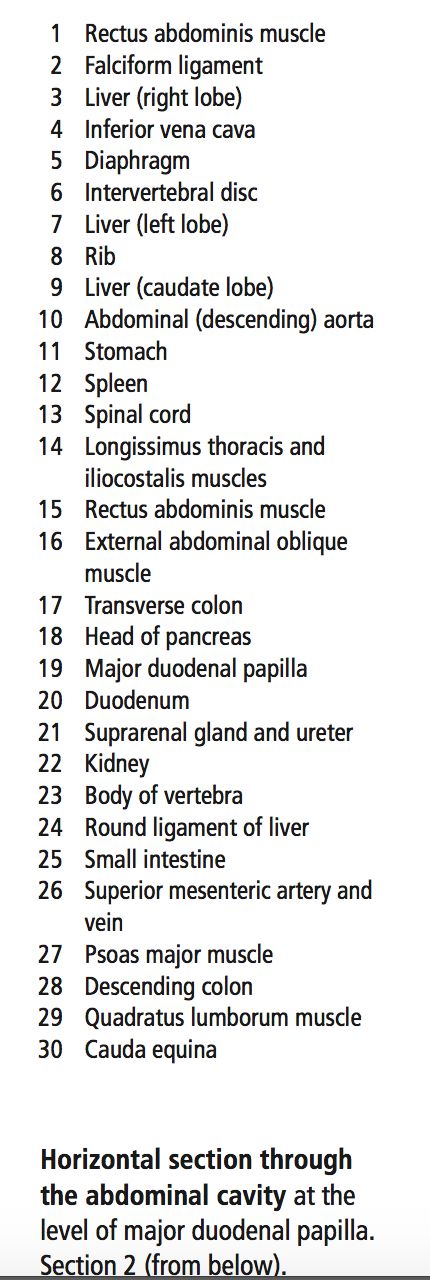 1 Rectus abdominis muscle
2 Falciform ligament
3 Liver (right lobe)
4 Inferior vena cava
5 Diaphragm
6 Intervertebral disc
7 Liver (left lobe)
8 Rib
9 Liver (caudate lobe)
10 Abdominal (descending) aorta
11 Stomach
12 Spleen
13 Spinal cord
14 Longissimus thoracis and
iliocostalis muscles
15 Rectus abdominis muscle
16 External abdominal oblique
muscle
17 Transverse colon
18 Head of pancreas
19 Major duodenal papilla
20 Duodenum
21 Suprarenal gland and ureter
22 Kidney
23 Body of vertebra
24 Round ligament of liver
25 Small intestine
26 Superior mesenteric artery and
vein
27 Psoas major muscle
28 Descending colon
29 Quadratus lumborum muscle
30 Cauda equina
Horizontal section through
the abdominal cavity at the
level of major duodenal papilla.
Section 2 (from below).